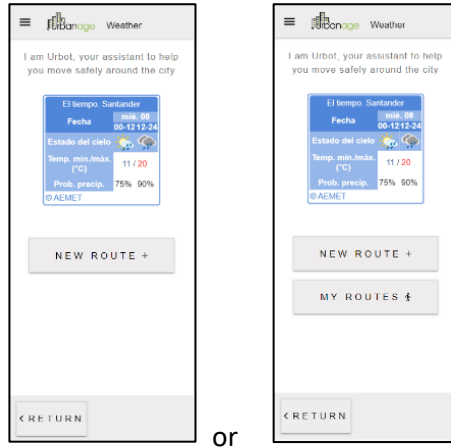 Urbanage Weather
I am Urbot, your assistant to help
you move safely around the city
El tiempo. Santander
Fecha
mié. 08
00-12 12-24
Estado del cielo
Temp. mín./máx.
(°C)
11 / 20
Prob. precip.
75% 90%
© AEMET
NEW ROUTE +
< RETURN
or
Urbanage Weather
I am Urbot, your assistant to help
you move safely around the city
El tiempo. Santander
Fecha
mié. 08
00-12 12-24
Estado del cielo
Temp. mín./máx.
(°C)
11 / 20
Prob. precip.
75% 90%
© AEMET
NEW ROUTE +
MY ROUTES
< RETURN